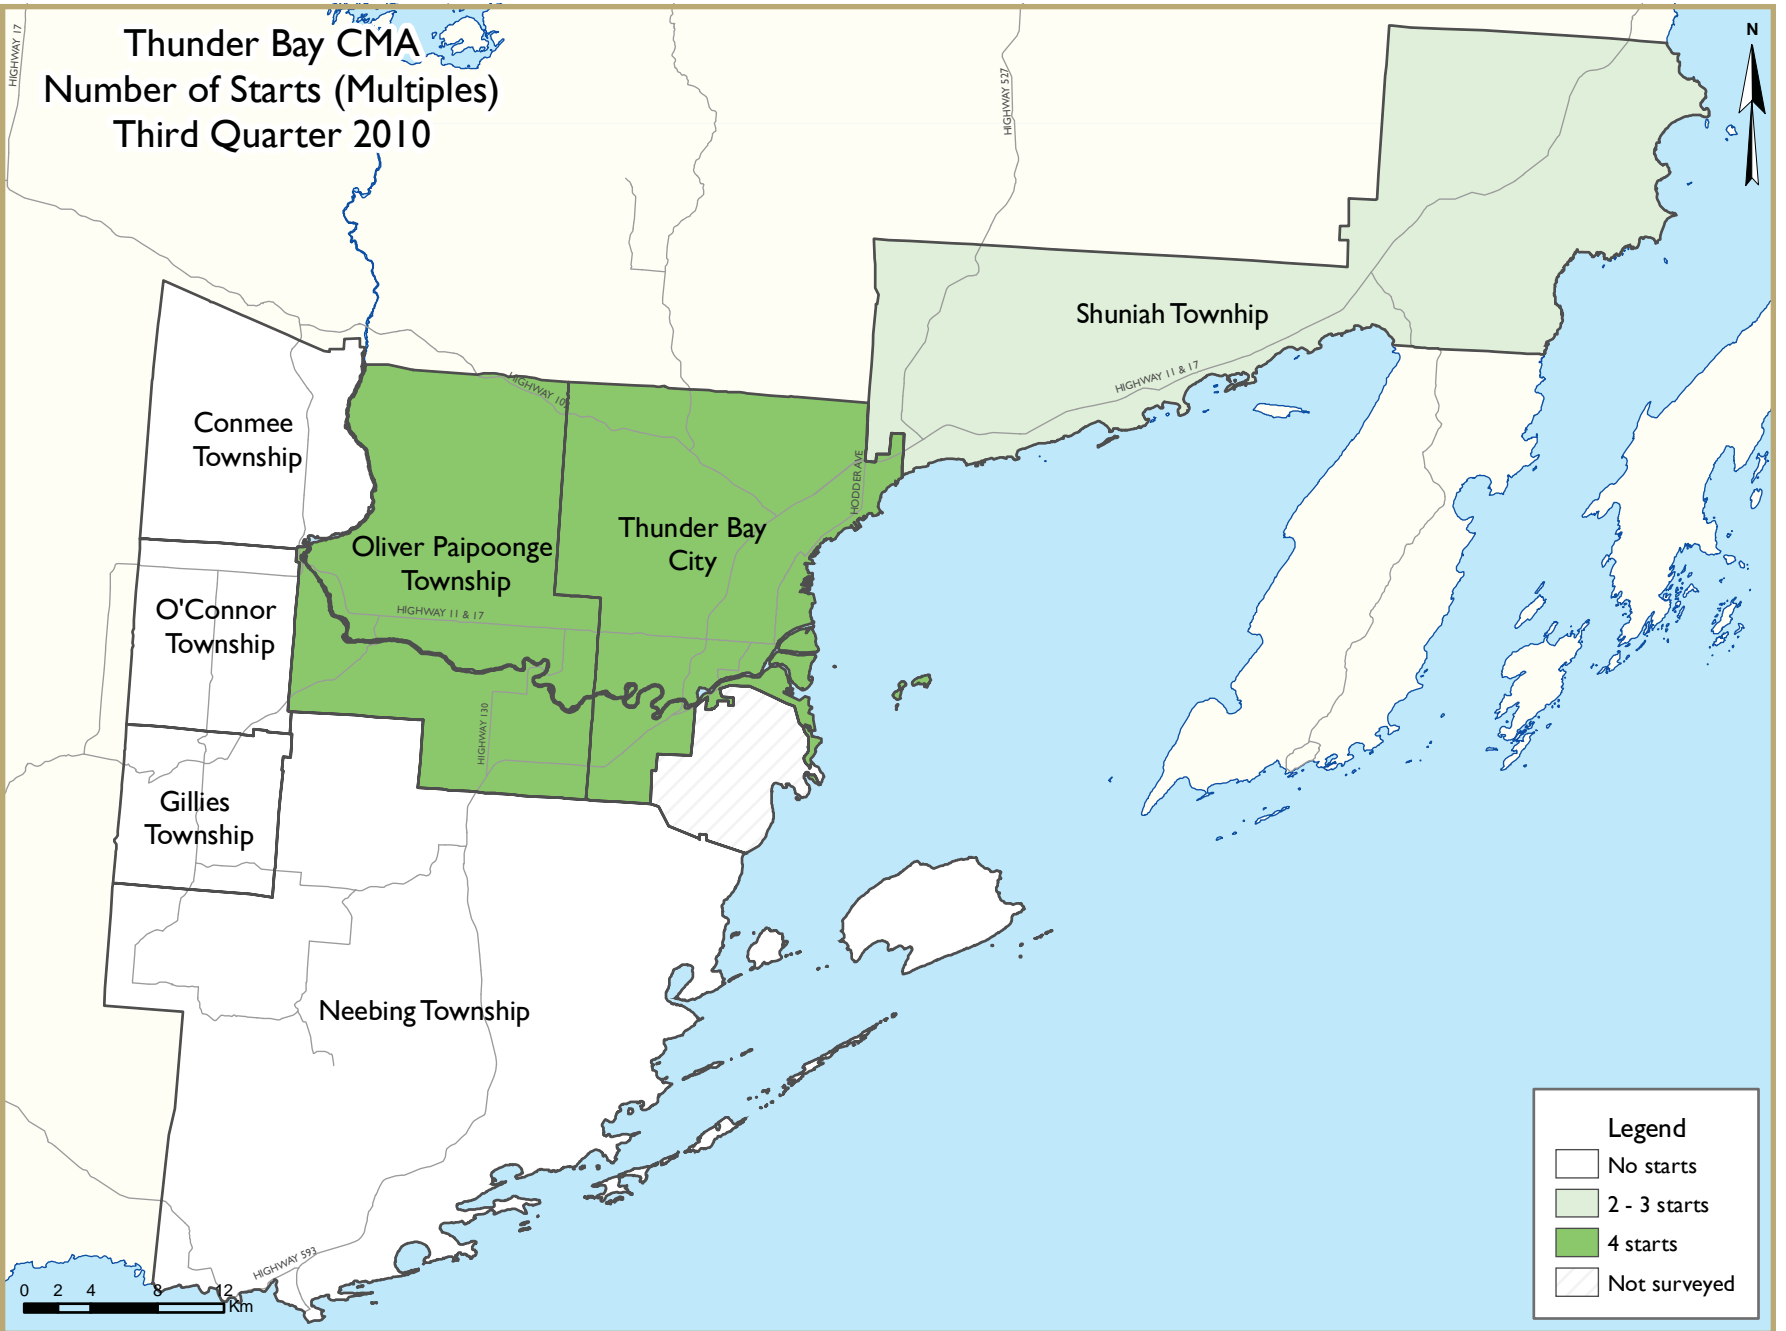 Thunder Bay CMA
Number of Starts (Multiples)
Third Quarter 2010
HIGHWAY 17
HIGHWAY 527
N
Shuniah Townhip
HIGHWAY 11 & 17
HIGHWAY 10
Conmee
Township
HODDER AVE
Thunder Bay
City
Oliver Paipoonge
Township
O'Connor
Township
HIGHWAY 11 & 17
HIGHWAY 130
Gillies
Township
Neebing Township
HIGHWAY 593
Legend
No starts
2 - 3 starts
4 starts
Not surveyed
0 2 4 8 12
Km